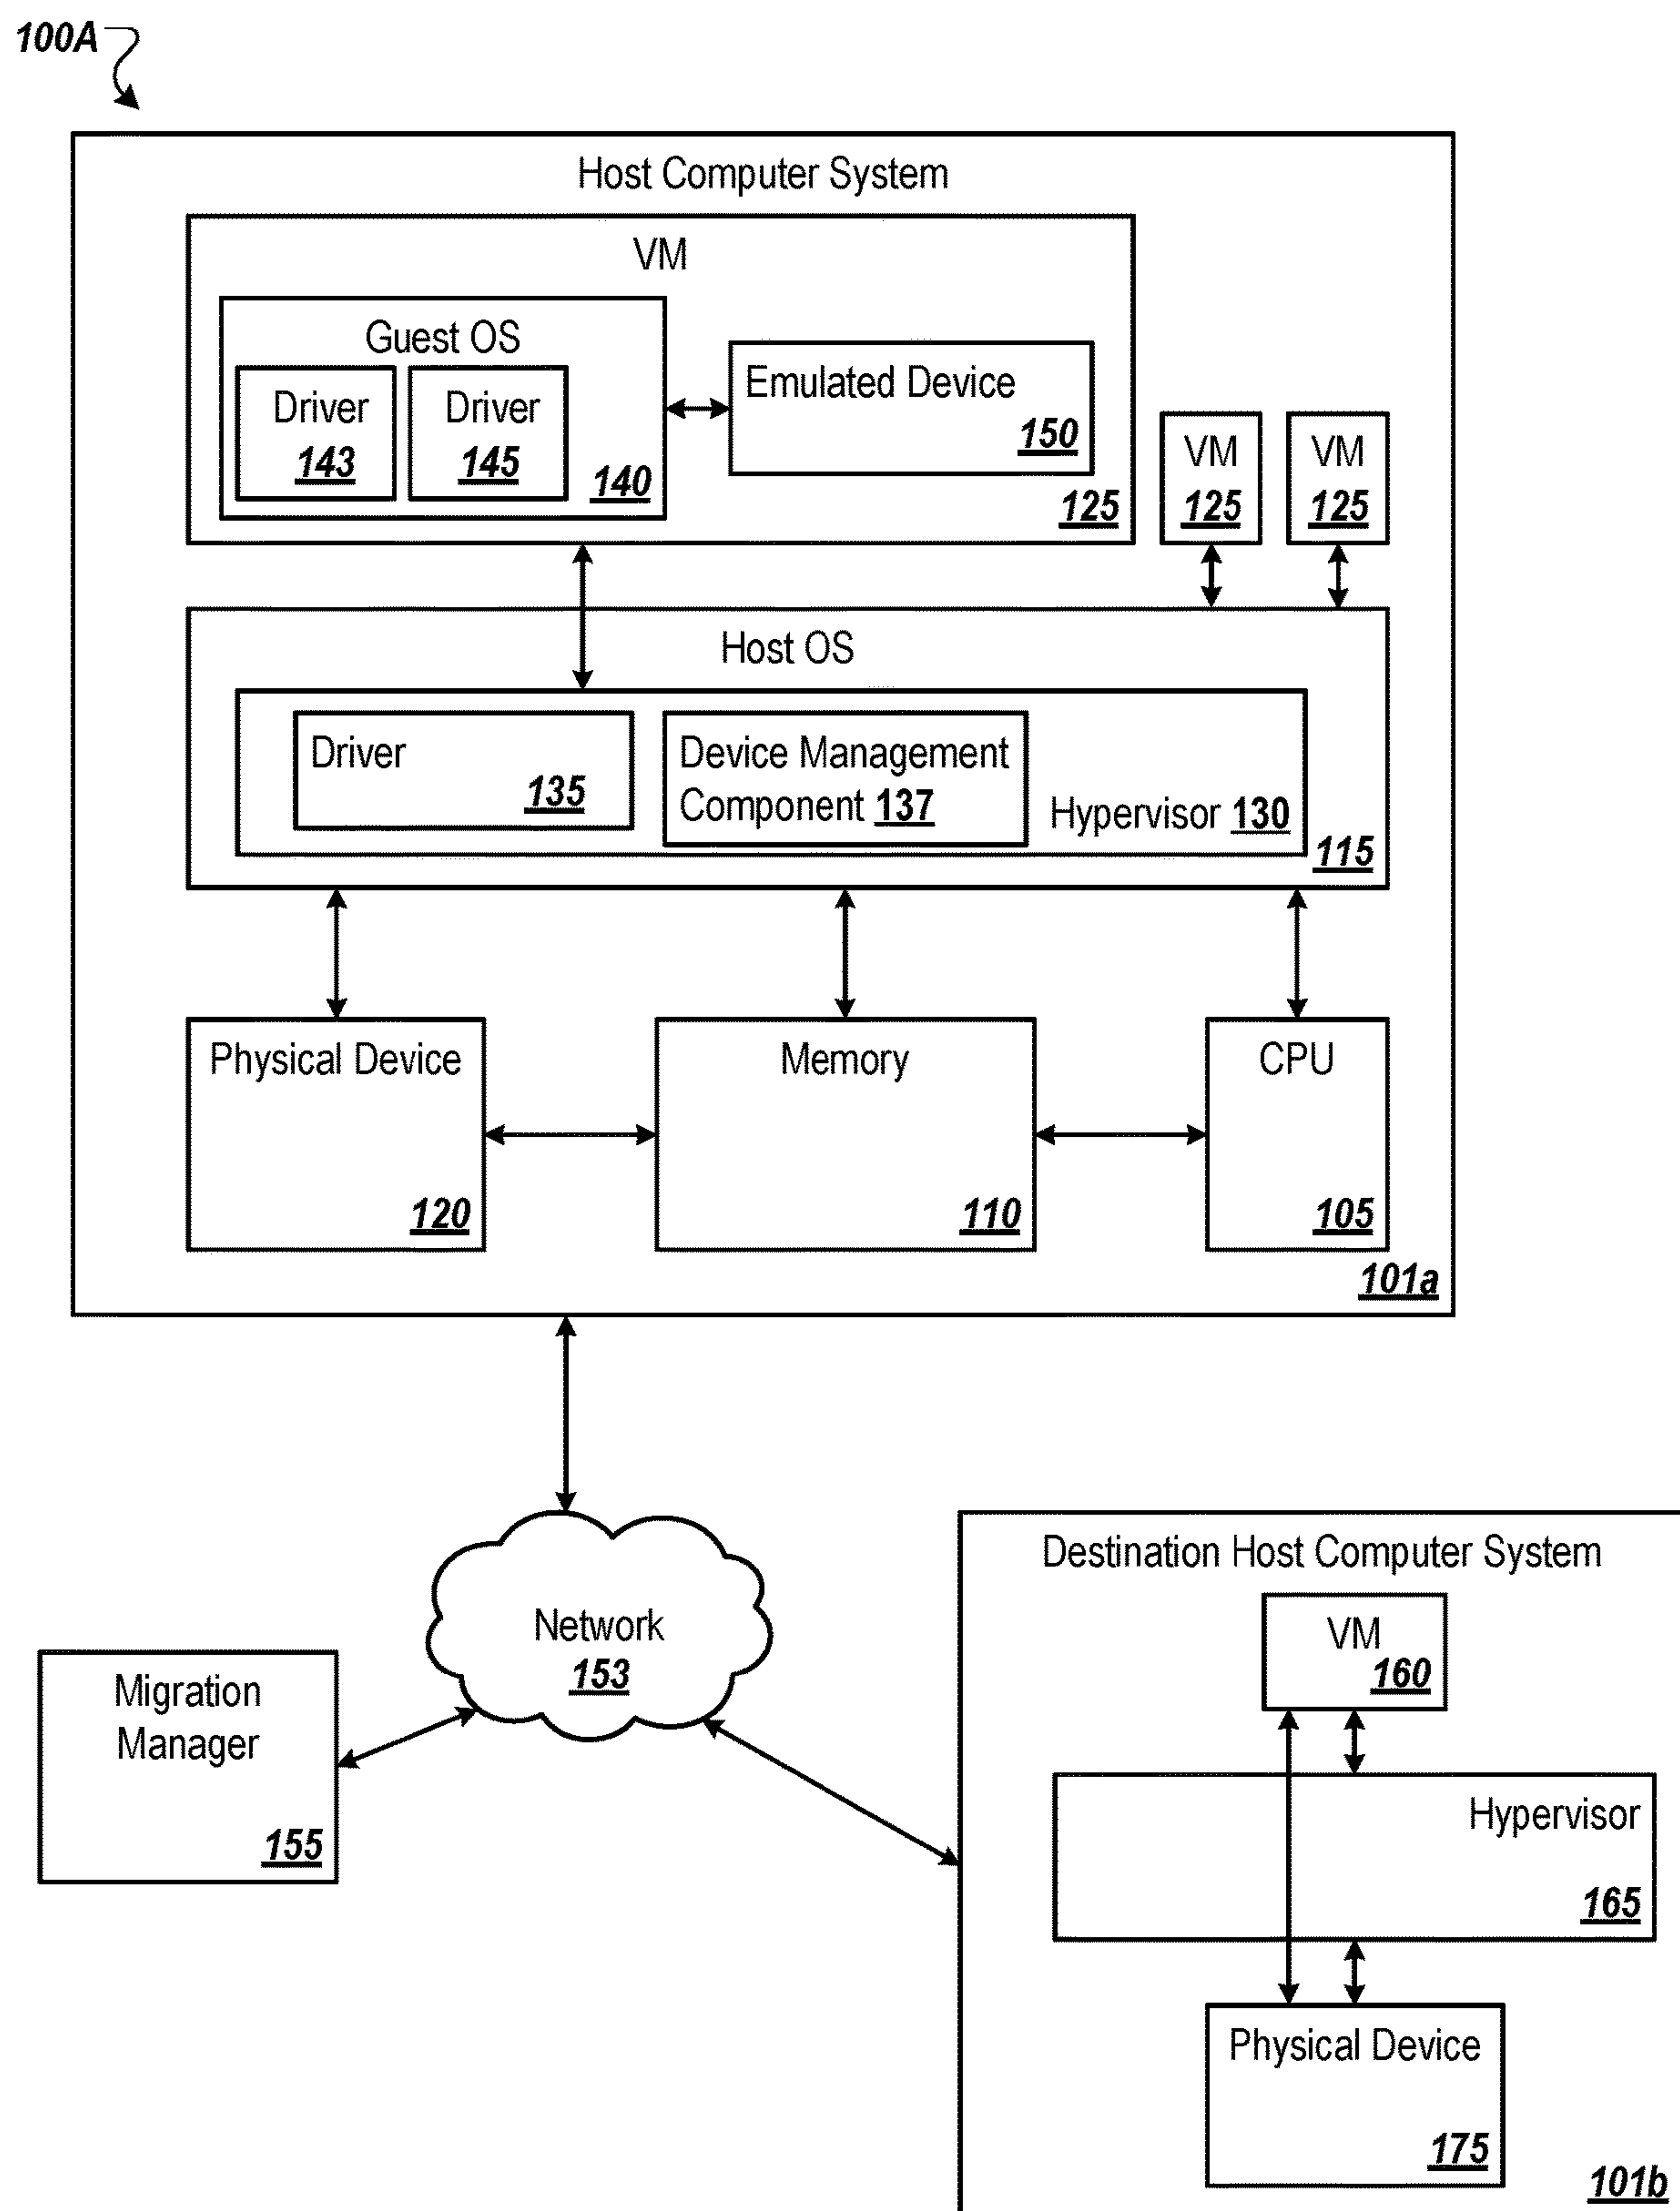 100A
Host Computer System
VM
Guest OS
Driver
143
Driver
145
140
Emulated Device
150
125
VM
125
VM
125
Host OS
Driver
135
Device Management
Component 137
Hypervisor 130
115
Physical Device
120
Memory
110
CPU
105
101a
Network
153
Migration
Manager
155
Destination Host Computer System
VM
160
Hypervisor
165
Physical Device
175
101b